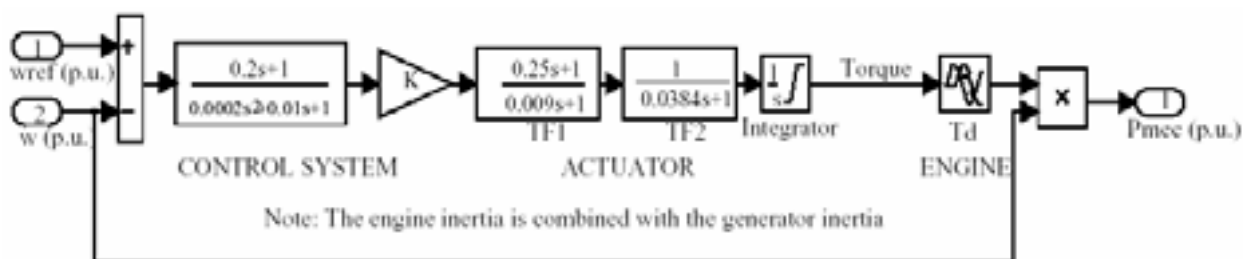 1
wref (p.u.)
2
w (p.u.
+
−
0.2s+1
0.0002s²+0.01s+1
CONTROL SYSTEM
K
0.25s+1
0.009s+1
TF1
1
0.0384s+1
TF2
ACTUATOR
1
s
Integrator
Torque
Td
ENGINE
×
1
Pmec (p.u.)
Note: The engine inertia is combined with the generator inertia